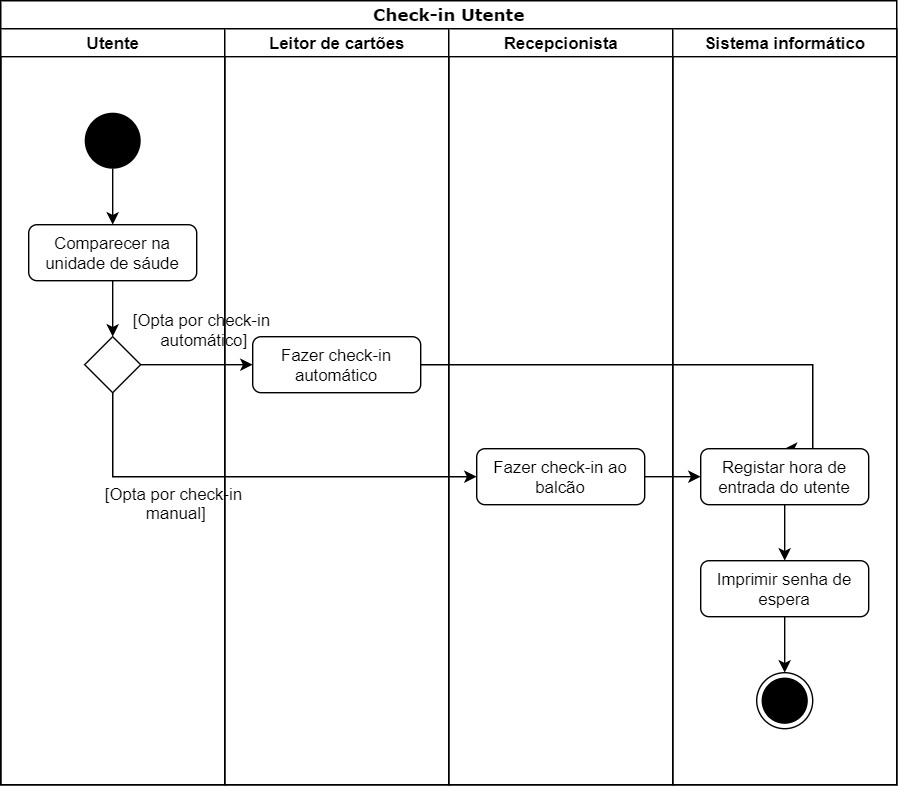 Check-in Utente
Utente
Leitor de cartões
Recepcionista
Sistema informático
Comparecer na
unidade de sáude
[Opta por check-in
automático]
Fazer check-in
automático
[Opta por check-in
manual]
Fazer check-in ao
balcão
Registar hora de
entrada do utente
Imprimir senha de
espera